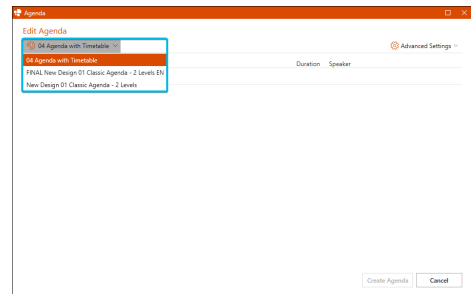 Agenda
Edit Agenda
04 Agenda with Timetable
Advanced Settings
04 Agenda with Timetable
FINAL New Design 01 Classic Agenda - 2 Levels EN
New Design 01 Classic Agenda - 2 Levels
Duration Speaker
Create Agenda Cancel